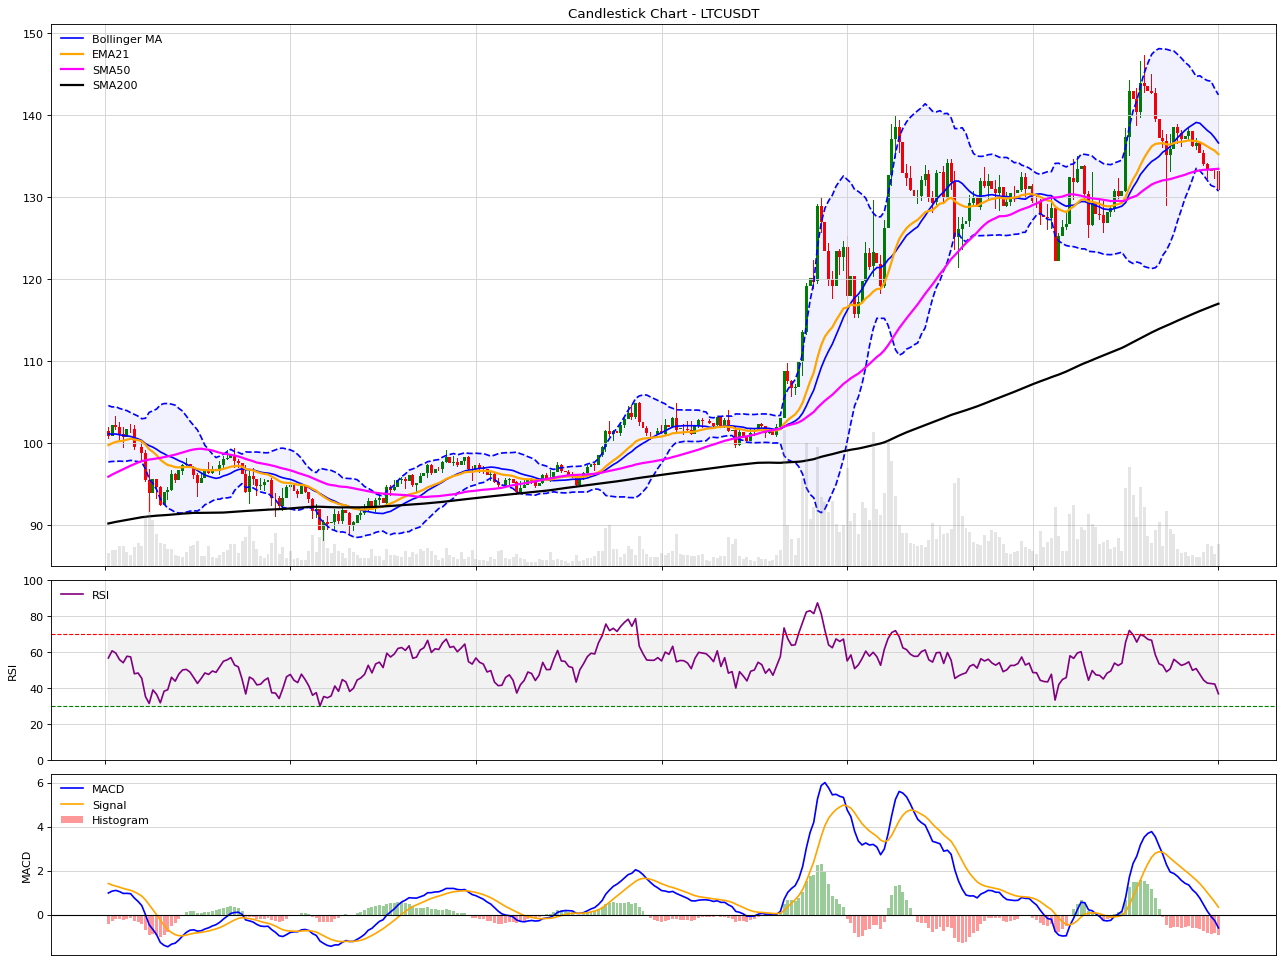 Candlestick Chart - LTCUSDT
150
140
130
120
110
100
90
Bollinger MA
EMA21
SMA50
SMA200
100
80
60
40
20
0
RSI
RSI
6
4
2
0
MACD
MACD
Signal
Histogram